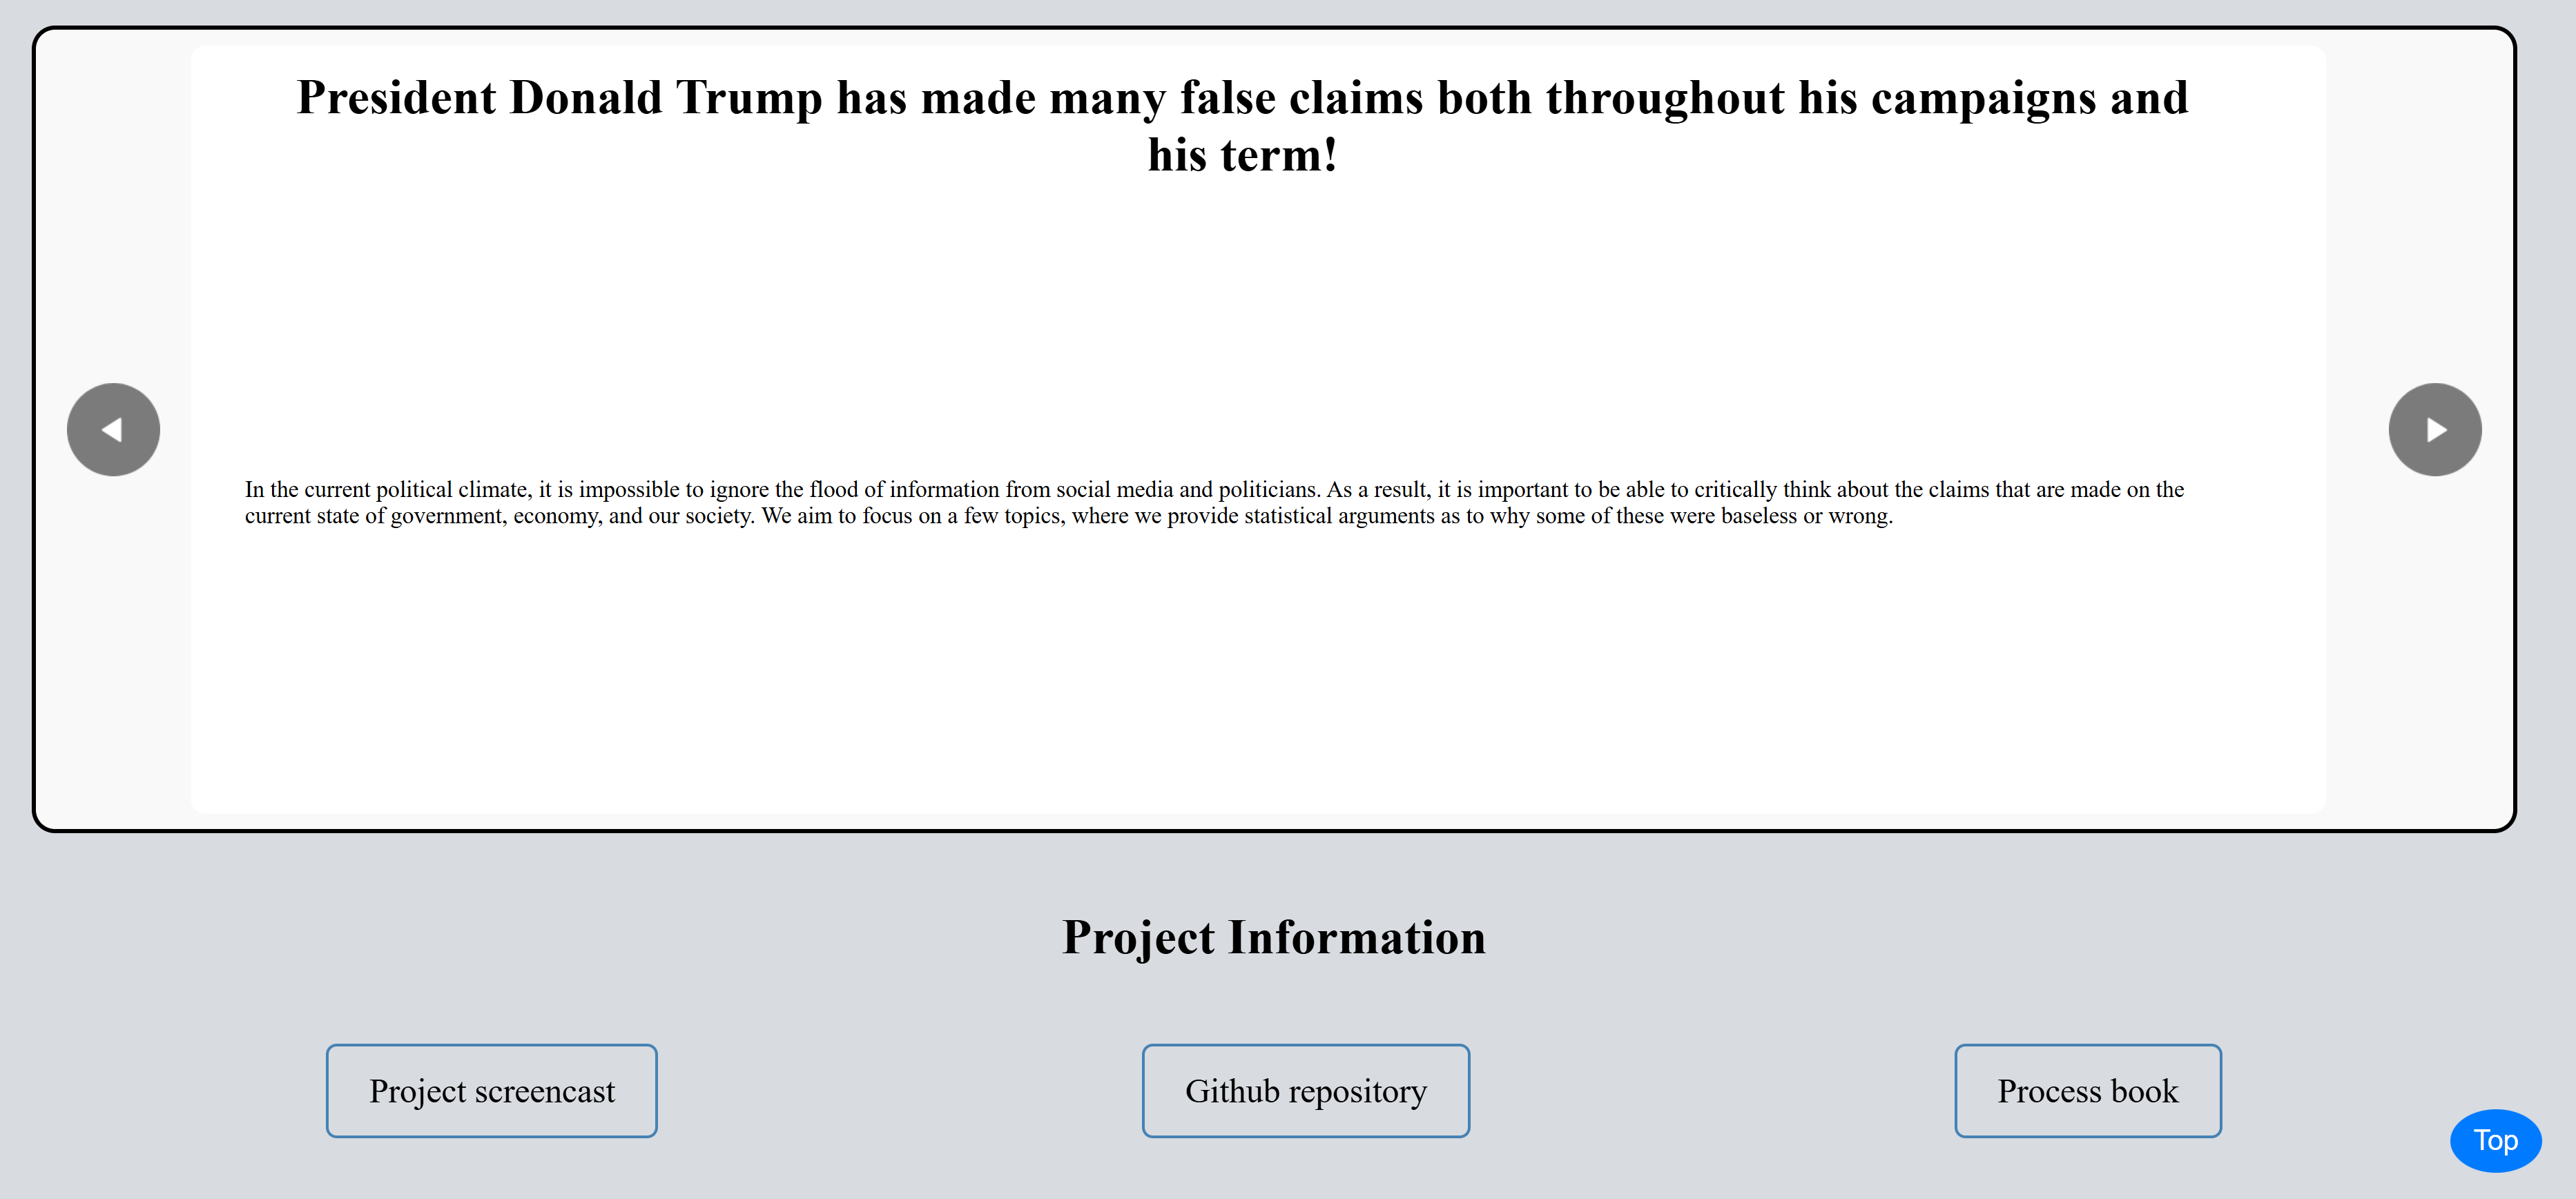 President Donald Trump has made many false claims both throughout his campaigns and
his term!
In the current political climate, it is impossible to ignore the flood of information from social media and politicians. As a result, it is important to be able to critically think about the claims that are made on the
current state of government, economy, and our society. We aim to focus on a few topics, where we provide statistical arguments as to why some of these were baseless or wrong.
Project Information
Project screencast
Github repository
Process book
Top